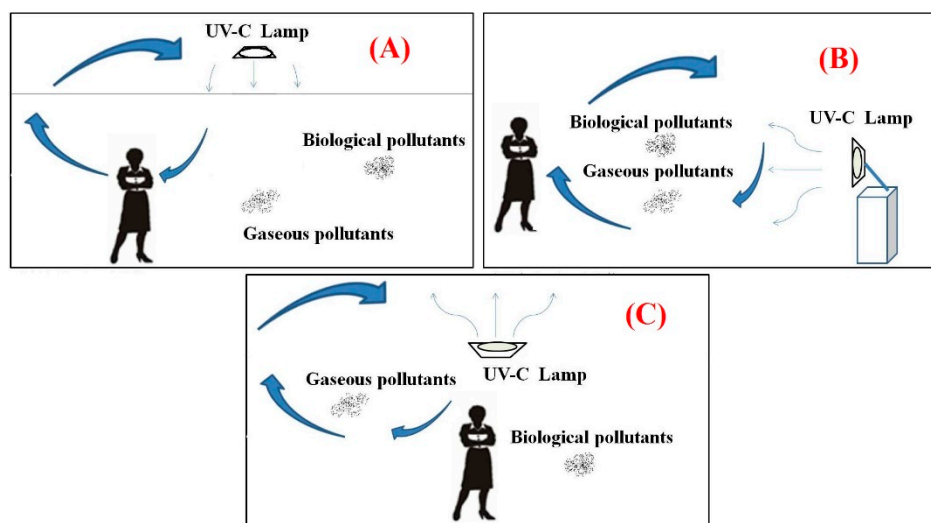 UV-C Lamp
(A)
Biological pollutants
Gaseous pollutants
(B)
UV-C Lamp
Biological pollutants
Gaseous pollutants
(C)
Gaseous pollutants
UV-C Lamp
Biological pollutants